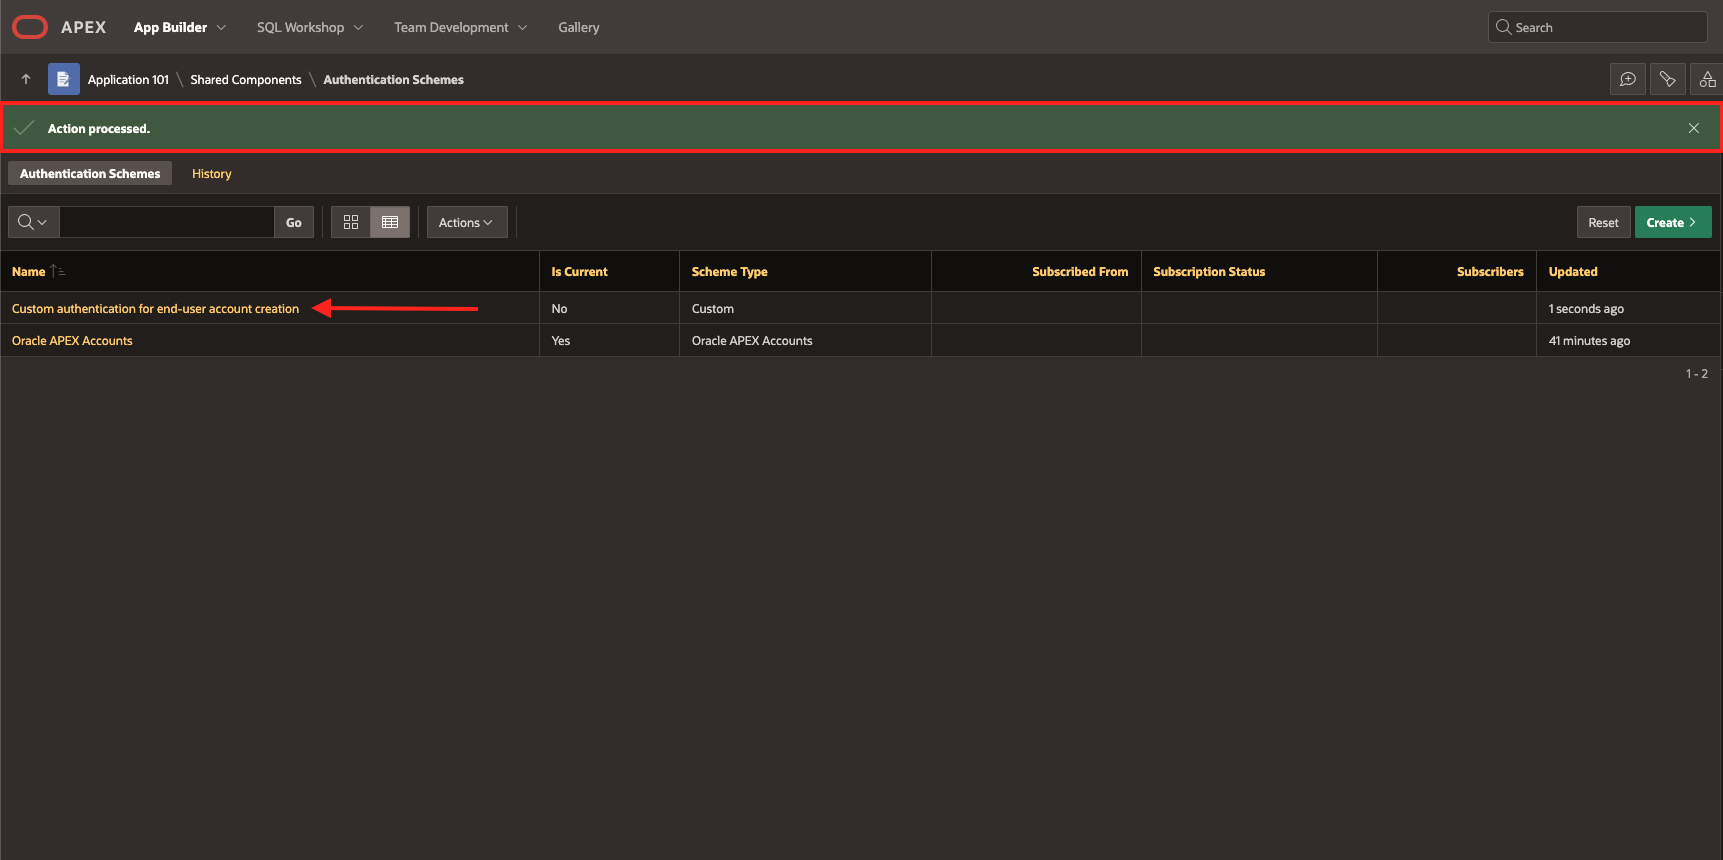 APEX App Builder SQL Workshop Team Development Gallery Search
Application 101 \ Shared Components \ Authentication Schemes
Action processed.
Authentication Schemes History
Go Actions Reset Create
Name Is Current Scheme Type Subscribed From Subscription Status Subscribers Updated
Custom authentication for end-user account creation No Custom 1 seconds ago
Oracle APEX Accounts Yes Oracle APEX Accounts 41 minutes ago
1 - 2